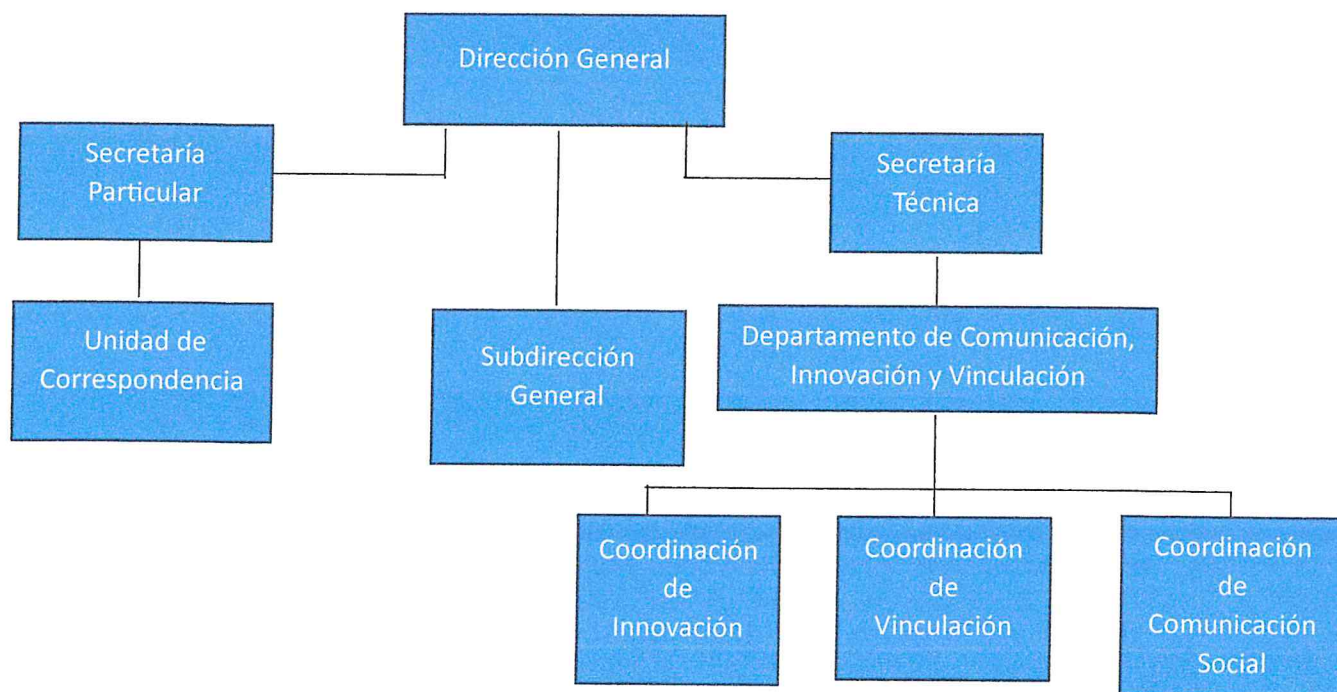 Dirección General
Secretaría
Particular
Secretaría
Técnica
Unidad de
Correspondencia
Subdirección
General
Departamento de Comunicación,
Innovación y Vinculación
Coordinación
de
Innovación
Coordinación
de
Vinculación
Coordinación
de
Comunicación
Social